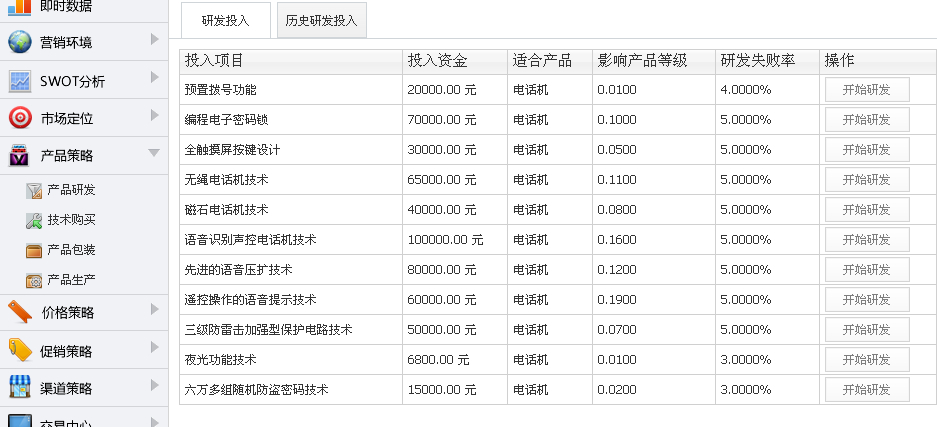 即时数据
营销环境
SWOT分析
市场定位
产品策略
产品研发
技术购买
产品包装
产品生产
价格策略
促销策略
渠道策略
交易中心
研发投入 历史研发投入
投入项目 投入资金 适合产品 影响产品等级 研发失败率 操作
预置拨号功能 20000.00 元 电话机 0.0100 4.0000% 开始研发
编程电子密码锁 70000.00 元 电话机 0.1000 5.0000% 开始研发
全触摸屏按键设计 30000.00 元 电话机 0.0500 5.0000% 开始研发
无绳电话机技术 65000.00 元 电话机 0.1100 5.0000% 开始研发
磁石电话机技术 40000.00 元 电话机 0.0800 5.0000% 开始研发
语音识别声控电话机技术 100000.00 元 电话机 0.1600 5.0000% 开始研发
先进的语音压扩技术 80000.00 元 电话机 0.1200 5.0000% 开始研发
遥控操作的语音提示技术 60000.00 元 电话机 0.1900 5.0000% 开始研发
三级防雷击加强型保护电路技术 50000.00 元 电话机 0.0700 5.0000% 开始研发
夜光功能技术 6800.00 元 电话机 0.0100 3.0000% 开始研发
六万多组随机防盗密码技术 15000.00 元 电话机 0.0200 3.0000% 开始研发